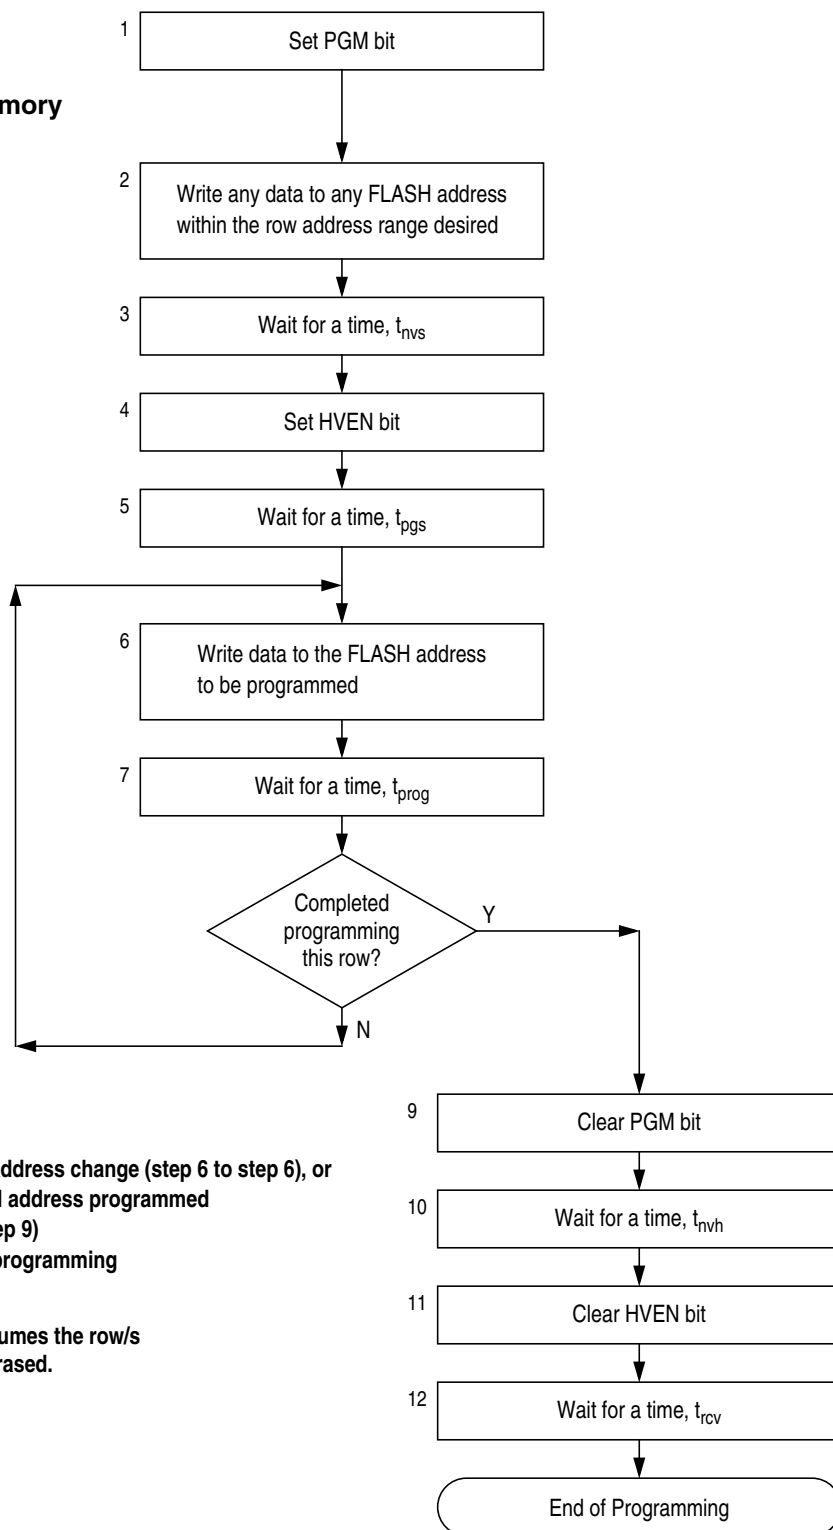 1
Set PGM bit
mory
2
Write any data to any FLASH address
within the row address range desired
3
Wait for a time, tnvs
4
Set HVEN bit
5
Wait for a time, tpgs
6
Write data to the FLASH address
to be programmed
7
Wait for a time, tprog
Completed
programming
this row?
Y
N
9
Clear PGM bit
ddress change (step 6 to step 6), or
address programmed
ep 9)
programming
10
Wait for a time, tnvh
11
Clear HVEN bit
umes the row/s
rased.
12
Wait for a time, trcv
End of Programming